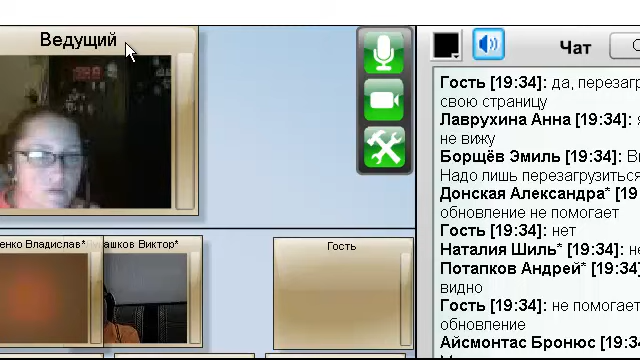 Ведущий
Чат
енко Владислав*
ашков Виктор*
Гость
Гость [19:34]: да, перезагр
свою страницу
Лаврухина Анна [19:34]: я
не вижу
Борщёв Эмиль [19:34]: В
Надо лишь перезагрузиться
Донская Александра* [19
обновление не помогает
Гость [19:34]: нет
Наталия Шиль* [19:34]: не
Потапков Андрей* [19:34
видно
Гость [19:34]: не помогает
обновление
Айсмонтас Бронюс [19:3